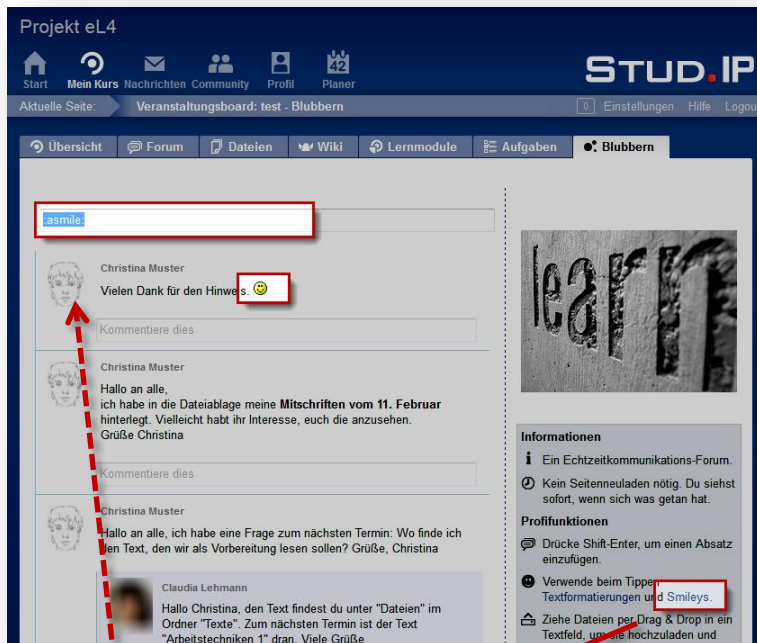 Projekt eL4
Start Mein Kurs Nachrichten Community Profil 42 Planer
STUD.IP
Aktuelle Seite: Veranstaltungsboard: test - Blubbern 0 Einstellungen Hilfe Logou
Übersicht Forum Dateien Wiki Lernmodule Aufgaben Blubbern
:asmile:
Christina Muster
Vielen Dank für den Hinweis.
Kommentiere dies
Christina Muster
Hallo an alle,
ich habe in die Dateiablage meine Mitschriften vom 11. Februar
hinterlegt. Vielleicht habt ihr Interesse, euch die anzusehen.
Grüße Christina
Kommentiere dies
Christina Muster
Hallo an alle, ich habe eine Frage zum nächsten Termin: Wo finde ich
den Text, den wir als Vorbereitung lesen sollen? Grüße, Christina
Claudia Lehmann
Hallo Christina, den Text findest du unter "Dateien" im
Ordner "Texte". Zum nächsten Termin ist der Text
"Arbeitstechniken 1" dran. Viele Grüße
learn
Informationen
Ein Echtzeitkommunikations-Forum.
Kein Seitenneuladen nötig. Du siehst
sofort, wenn sich was getan hat.
Profifunktionen
Drücke Shift-Enter, um einen Absatz
einzufügen.
Verwende beim Tippen
Textformatierungen und Smileys.
Ziehe Dateien per Drag & Drop in ein
Textfeld, um sie hochzuladen und